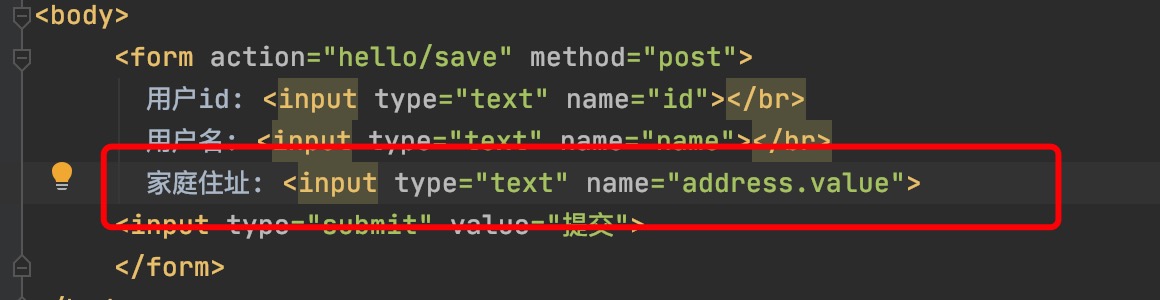 <body>
<form action="hello/save" method="post">
用户id: <input type="text" name="id"></br>
用户名: <input type="text" name="name"></br>
家庭住址: <input type="text" name="address.value">
<input type="submit" value="提交">
</form>